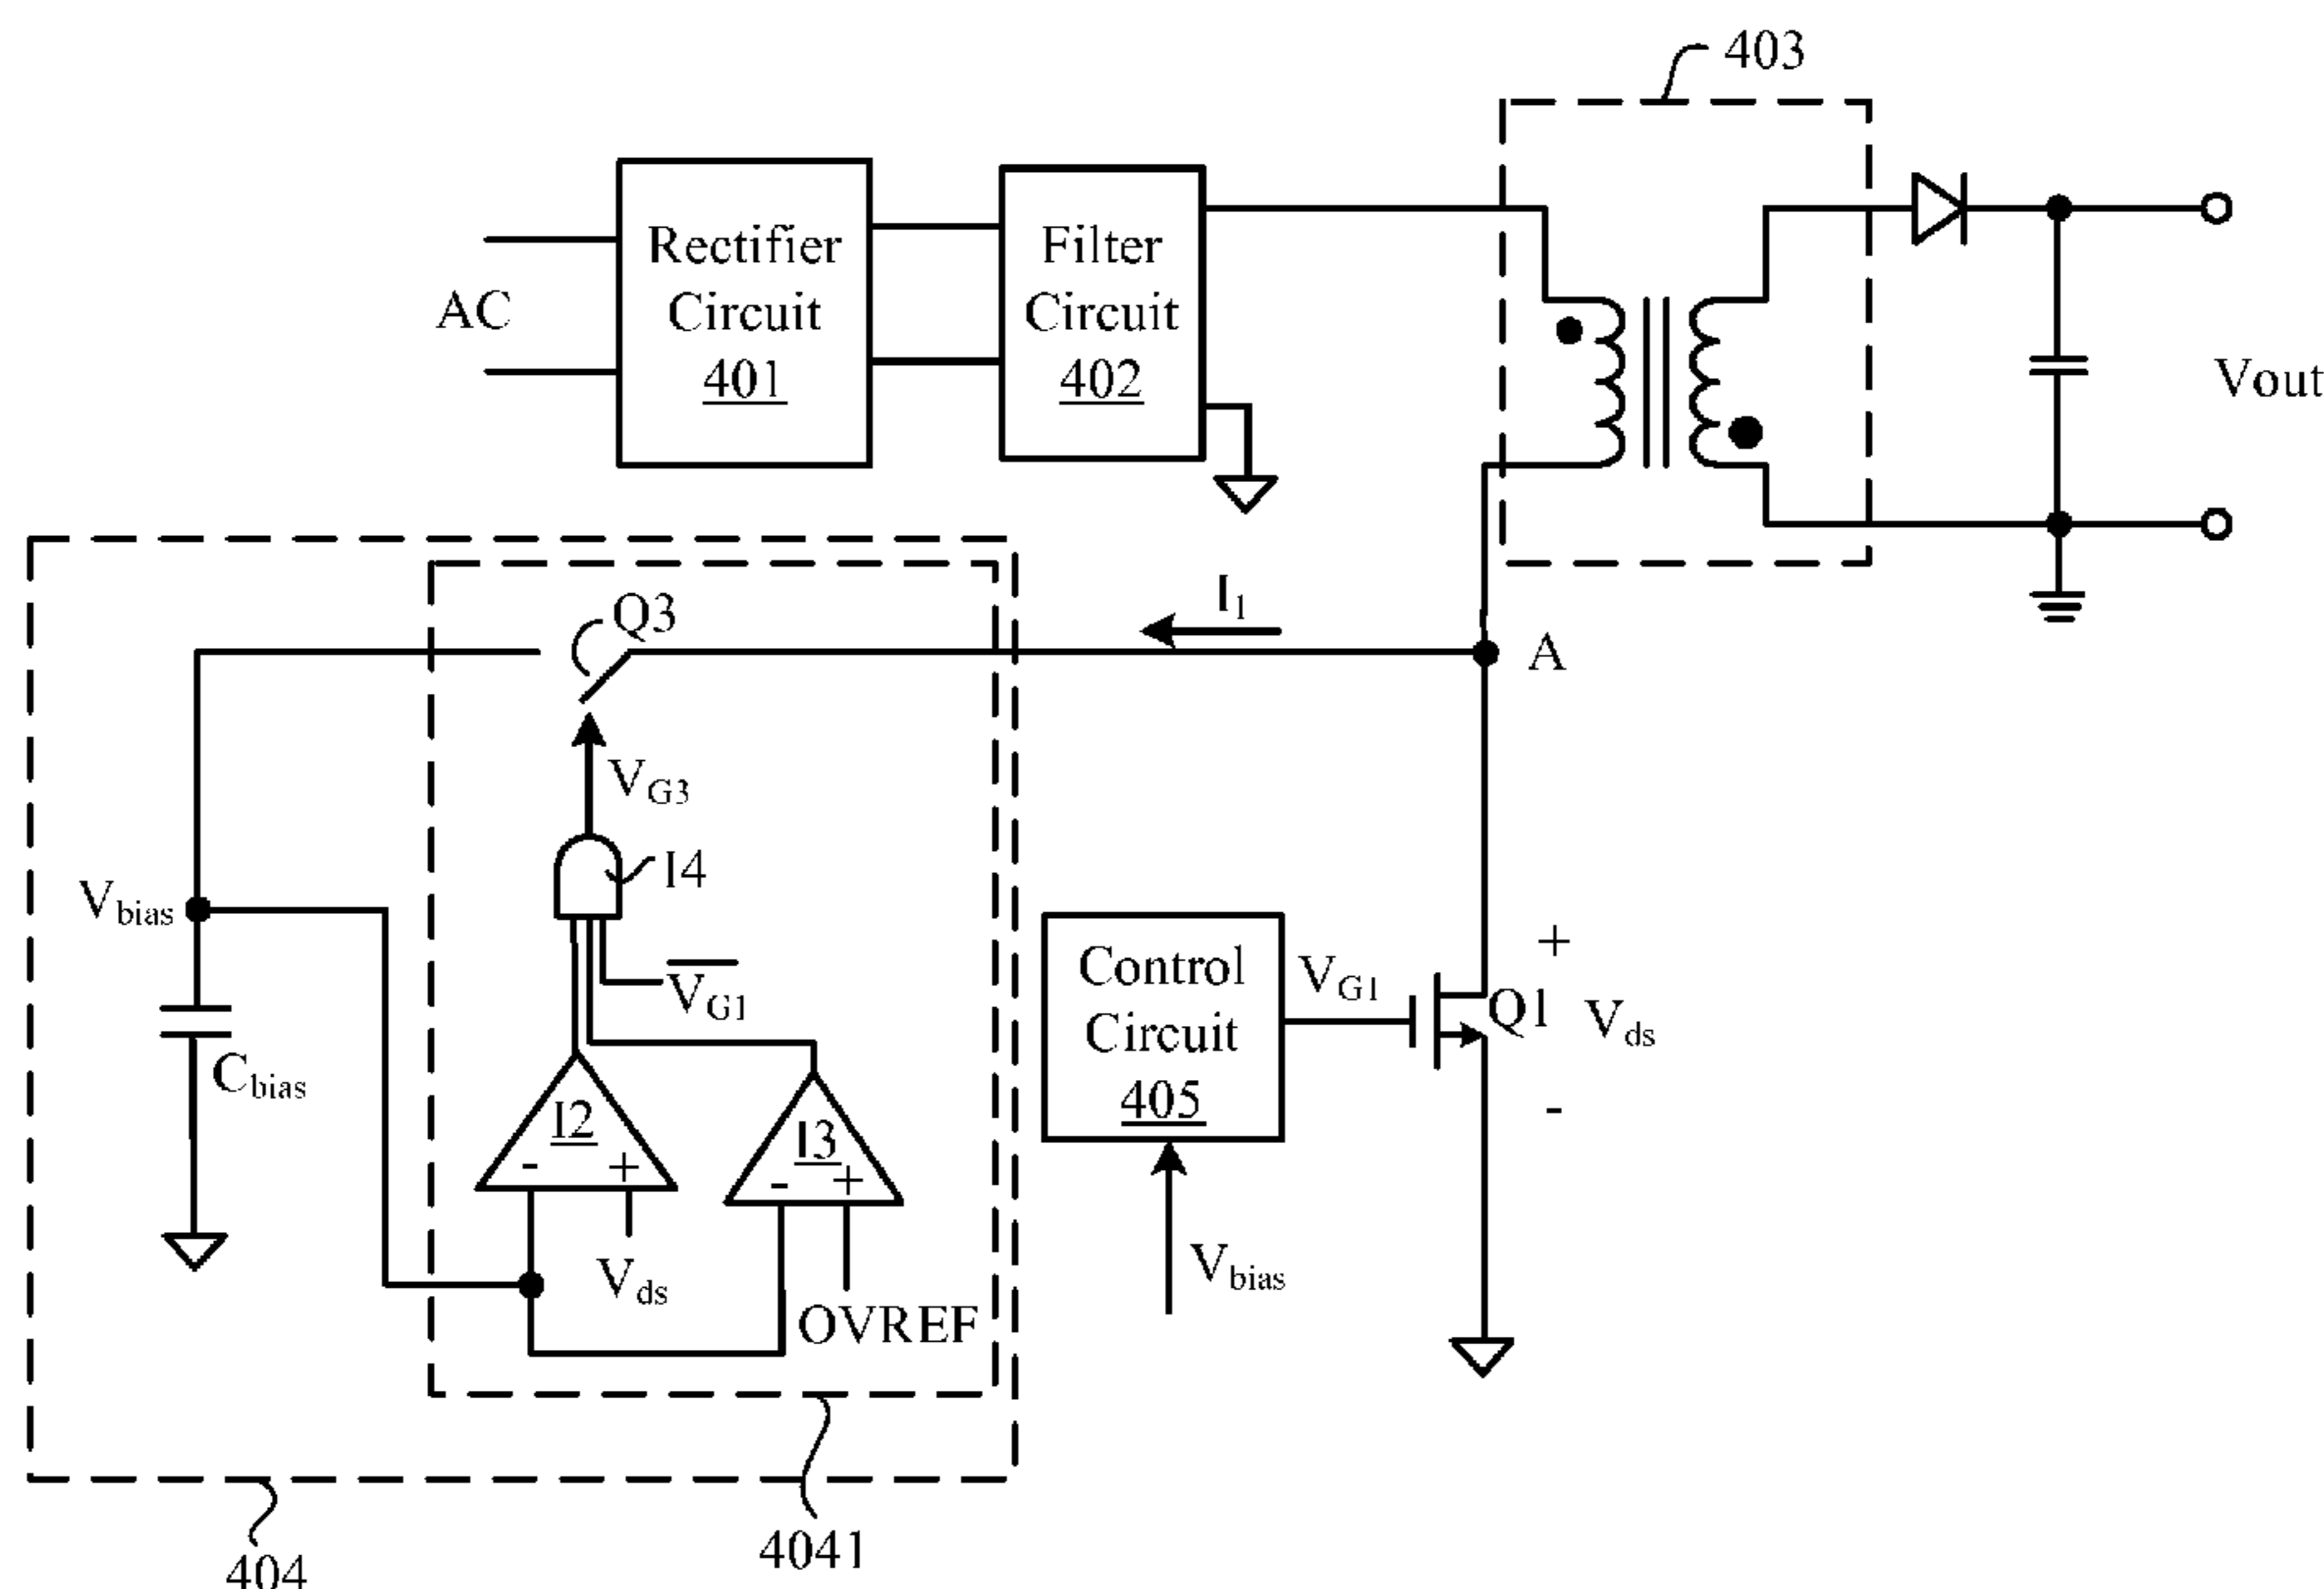 403
Rectifier
Circuit
401
Filter
Circuit
402
AC
Vout
Q3
I1
A
VG3
I4
Vbias
VG1
Cbias
I2
- +
I3
- +
Vds
OVREF
Control
Circuit
405
VG1
Vbias
+
Q1
Vds
-
4041
404